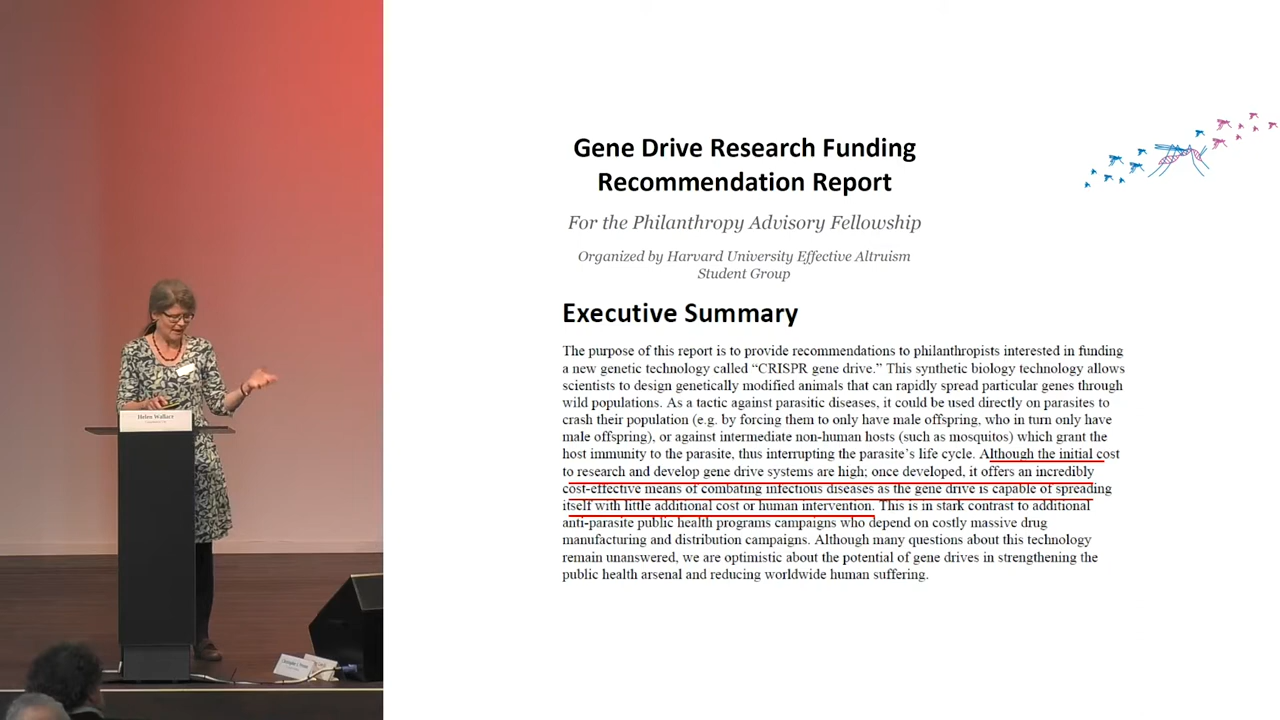 Gene Drive Research Funding
Recommendation Report
For the Philanthropy Advisory Fellowship
Organized by Harvard University Effective Altruism
Student Group
Executive Summary
The purpose of this report is to provide recommendations to philanthropists interested in funding
a new genetic technology called “CRISPR gene drive.” This synthetic biology technology allows
scientists to design genetically modified animals that can rapidly spread particular genes through
wild populations. As a tactic against parasitic diseases, it could be used directly on parasites to
crash their population (e.g. by forcing them to only have male offspring, who in turn only have
male offspring), or against intermediate non-human hosts (such as mosquitos) which grant the
host immunity to the parasite, thus interrupting the parasite’s life cycle. Although the initial cost
to research and develop gene drive systems are high; once developed, it offers an incredibly
cost-effective means of combating infectious diseases as the gene drive is capable of spreading
itself with little additional cost or human intervention. This is in stark contrast to additional
anti-parasite public health programs campaigns who depend on costly massive drug
manufacturing and distribution campaigns. Although many questions about this technology
remain unanswered, we are optimistic about the potential of gene drives in strengthening the
public health arsenal and reducing worldwide human suffering.
Helen Wallace